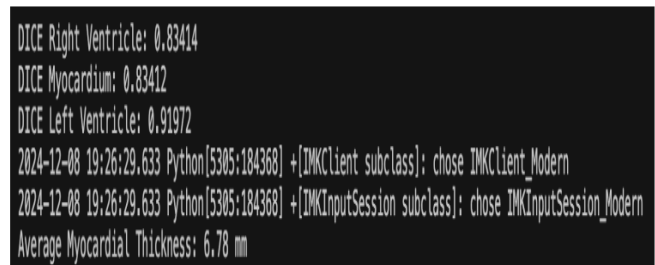 DICE Right Ventricle: 0.83414
DICE Myocardium: 0.83412
DICE Left Ventricle: 0.91972
2024-12-08 19:26:29.633 Python[5305:184368] +[IMKClient subclass]: chose IMKClient_Modern
2024-12-08 19:26:29.633 Python[5305:184368] +[IMKInputSession subclass]: chose IMKInputSession_Modern
Average Myocardial Thickness: 6.78 mm